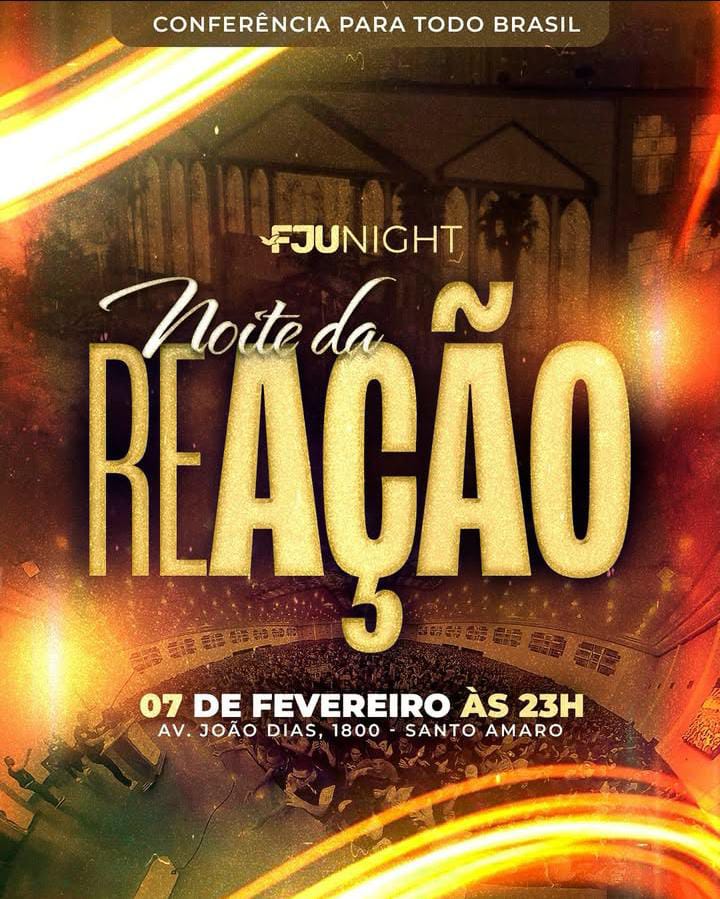 CONFERÊNCIA PARA TODO BRASIL
FJUNIGHT
Noite da
REAÇÃO
07 DE FEVEREIRO ÀS 23H
AV. JOÃO DIAS, 1800 - SANTO AMARO